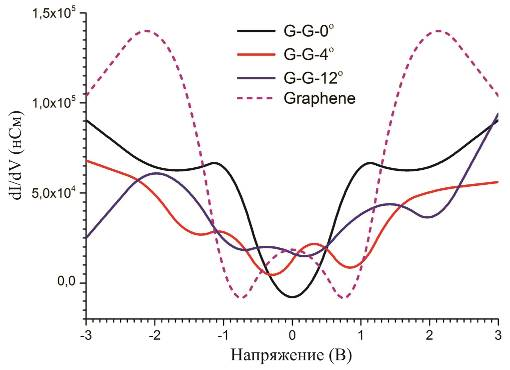 1,5x10⁵
1,0x10⁵
5,0x10⁴
0,0
dI/dV (нСм)
G-G-0°
G-G-4°
G-G-12°
Graphene
-3 -2 -1 0 1 2 3
Напряжение (В)